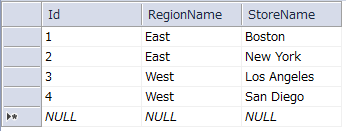 Id RegionName StoreName
1 East Boston
2 East New York
3 West Los Angeles
4 West San Diego
NULL NULL NULL